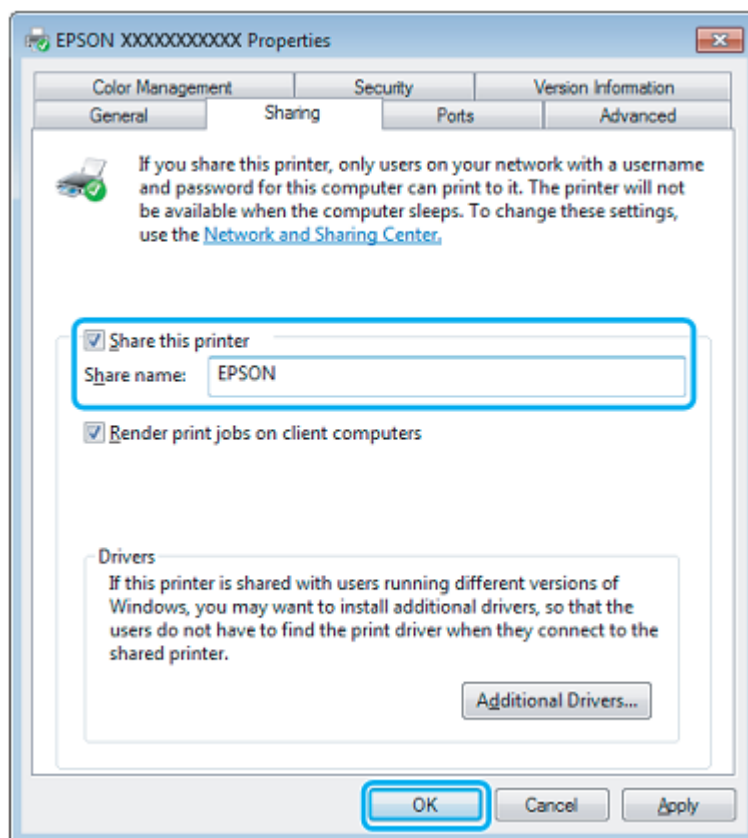 EPSON XXXXXXXXXXX Properties
Color Management Security Version Information
General Sharing Ports Advanced
If you share this printer, only users on your network with a username
and password for this computer can print to it. The printer will not
be available when the computer sleeps. To change these settings,
use the Network and Sharing Center.
Share this printer
Share name: EPSON
Render print jobs on client computers
Drivers
If this printer is shared with users running different versions of
Windows, you may want to install additional drivers, so that the
users do not have to find the print driver when they connect to the
shared printer.
Additional Drivers...
OK Cancel Apply